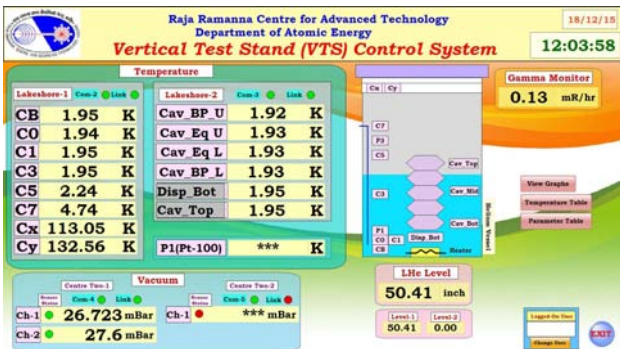 Raja Ramanna Centre for Advanced Technology
Department of Atomic Energy
Vertical Test Stand (VTS) Control System
18/12/15
12:03:58
Temperature
Lakeshore-1 Com-2 Link
CB 1.95 K
C0 1.94 K
C1 1.95 K
C3 1.95 K
C5 2.24 K
C7 4.74 K
Cx 113.05 K
Cy 132.56 K
Lakeshore-2 Com-3 Link
Cav_BP_U 1.92 K
Cav_Eq U 1.93 K
Cav_Eq L 1.93 K
Cav_BP_L 1.93 K
Disp_Bot 1.95 K
Cav_Top 1.95 K
P1(Pt-100) *** K
Vacuum
Centre Two-1
Sensor Status Com-4 Link
Ch-1 26.723 mBar
Ch-2 27.6 mBar
Centre Two-2
Sensor Status Com-5 Link
Ch-1 *** mBar
Cx Cy
C7
P3
C5
Cav_Top
C3
Cav_Mid
Cav_Bot
P1
C0 C1 Disp_Bot
CB Heater
Helium Vessel
LHe Level
50.41 inch
Level-1 Level-2
50.41 0.00
Gamma Monitor
0.13 mR/hr
View Graphs
Temperature Table
Parameter Table
Logged-On User
Change User
EXIT